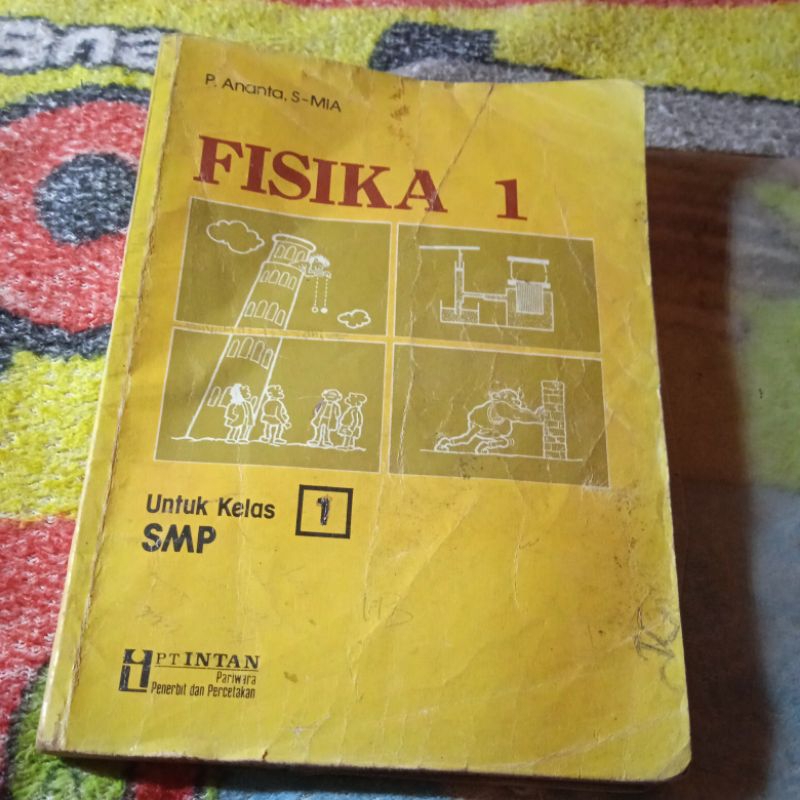 P. Ananta, S-MIA
FISIKA 1
Untuk Kelas 1
SMP
PT INTAN
Pariwara
Penerbit dan Percetakan